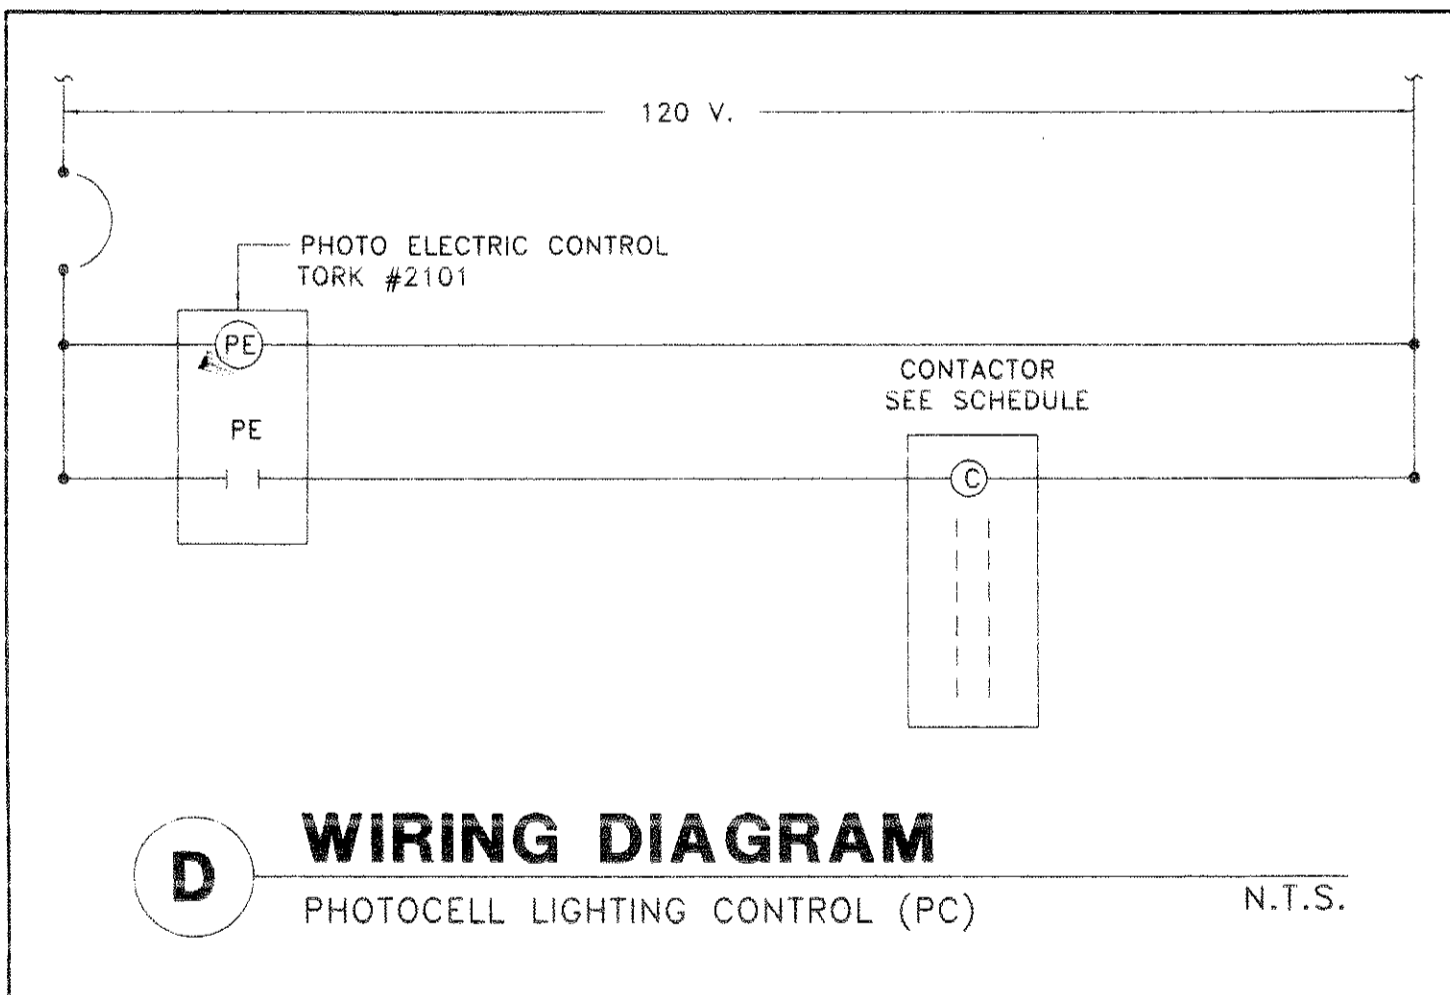 120 V.
PHOTO ELECTRIC CONTROL
TORK #2101
PE
CONTACTOR
SEE SCHEDULE
PE
C
D
WIRING DIAGRAM
PHOTOCELL LIGHTING CONTROL (PC)
N.T.S.